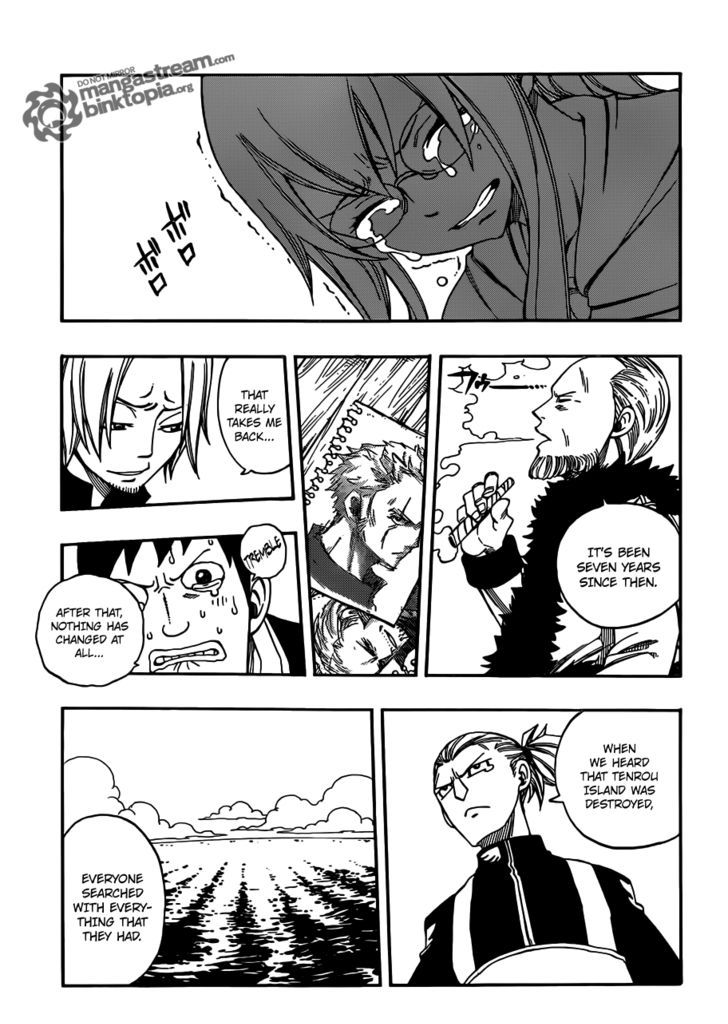 DO NOT MIRROR
mangastream.com
binktopia.org
ギロ
ギロ
IT'S BEEN
SEVEN YEARS
SINCE THEN.
THAT
REALLY
TAKES ME
BACK...
TREMBLE
AFTER THAT,
NOTHING HAS
CHANGED AT
ALL...
WHEN
WE HEARD
THAT TENROU
ISLAND WAS
DESTROYED,
EVERYONE
SEARCHED
WITH EVERY-
THING THAT
THEY HAD.